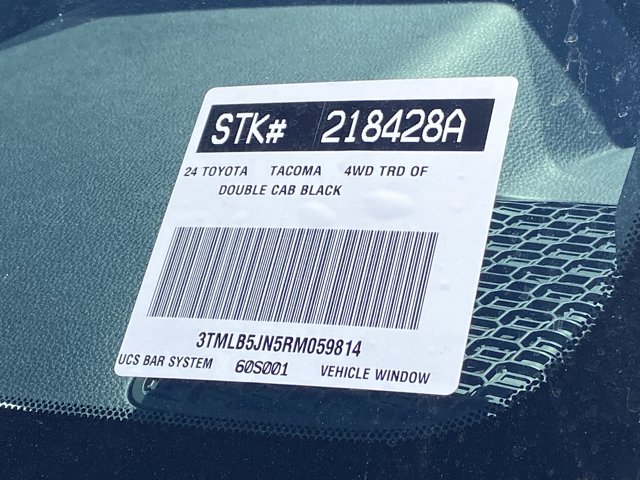 STK# 218428A
24 TOYOTA TACOMA 4WD TRD OF
DOUBLE CAB BLACK
3TMLB5JN5RM059814
UCS BAR SYSTEM 60S001 VEHICLE WINDOW